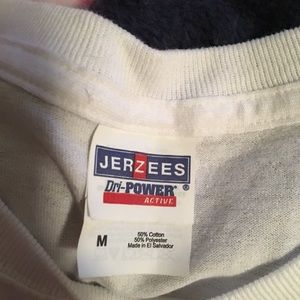 JERZEES
Dri-POWER®
ACTIVE
M
50% Cotton
50% Polyester
Made in El Salvador